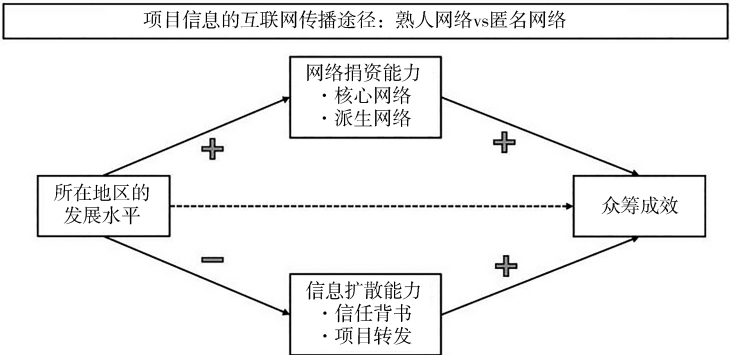 项目信息的互联网传播途径：熟人网络vs匿名网络
网络捐资能力
·核心网络
·派生网络
+
+
所在地区的
发展水平
众筹成效
−
+
信息扩散能力
·信任背书
·项目转发